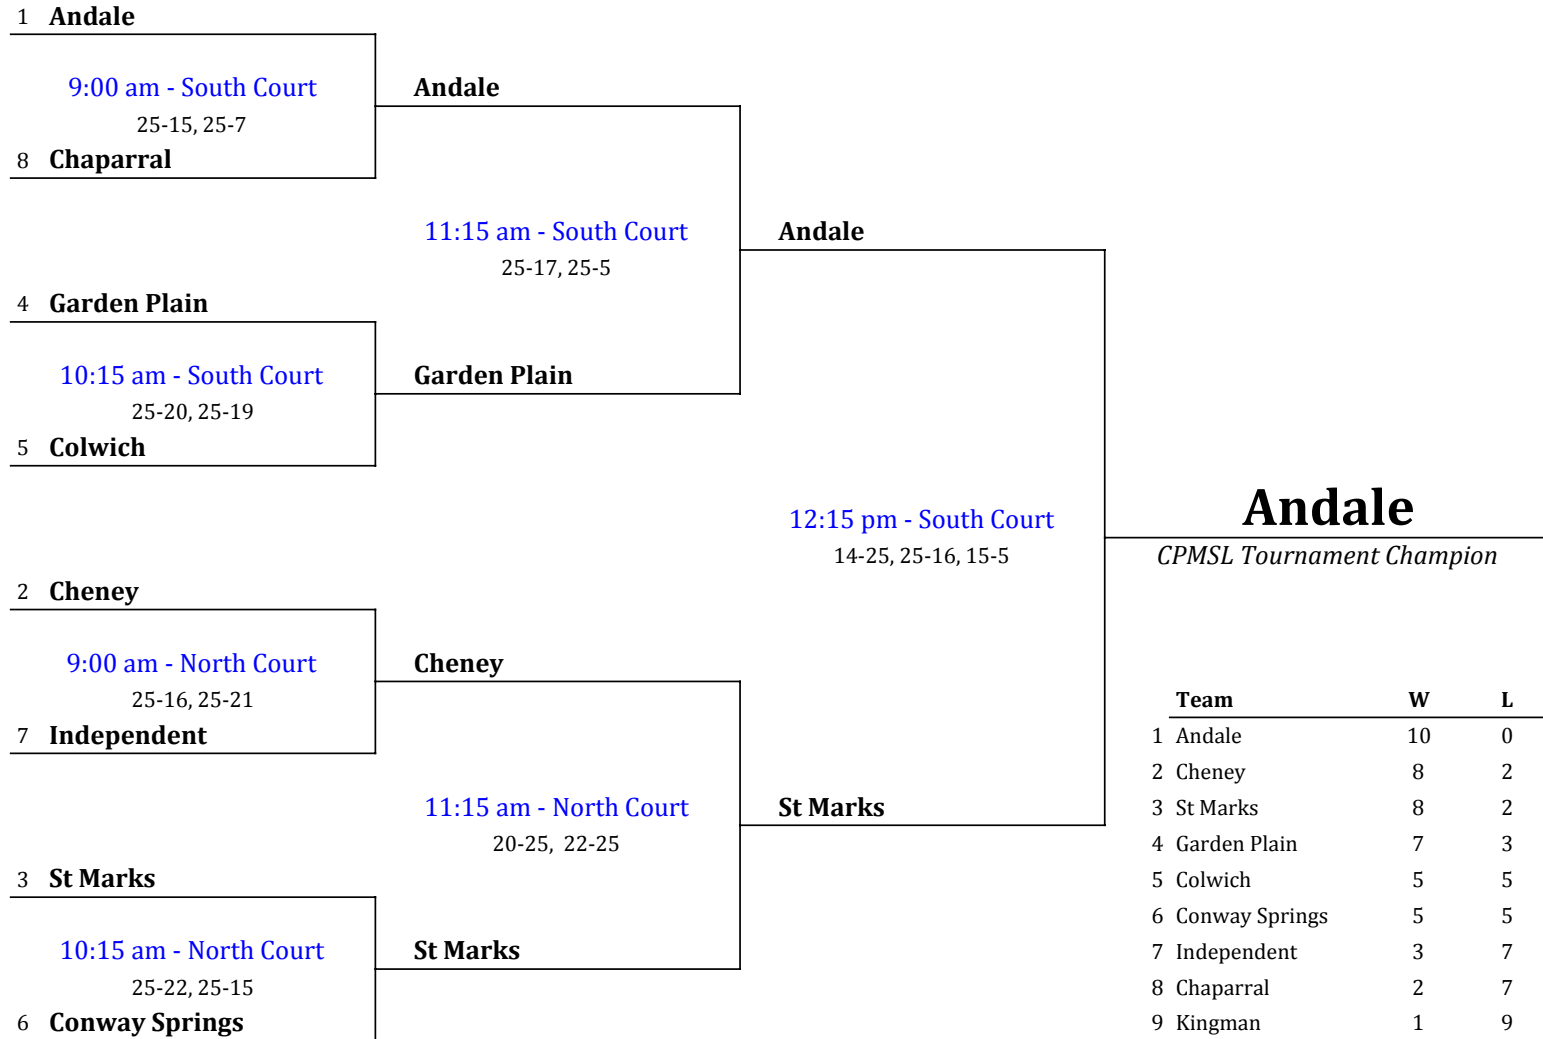 1 Andale
9:00 am - South Court
25-15, 25-7
8 Chaparral
Andale
11:15 am - South Court
25-17, 25-5
4 Garden Plain
10:15 am - South Court
25-20, 25-19
5 Colwich
Garden Plain
Andale
12:15 pm - South Court
14-25, 25-16, 15-5
Andale
CPMSL Tournament Champion
2 Cheney
9:00 am - North Court
25-16, 25-21
7 Independent
Cheney
11:15 am - North Court
20-25, 22-25
3 St Marks
10:15 am - North Court
25-22, 25-15
6 Conway Springs
St Marks
St Marks
Team W L
1 Andale 10 0
2 Cheney 8 2
3 St Marks 8 2
4 Garden Plain 7 3
5 Colwich 5 5
6 Conway Springs 5 5
7 Independent 3 7
8 Chaparral 2 7
9 Kingman 1 9